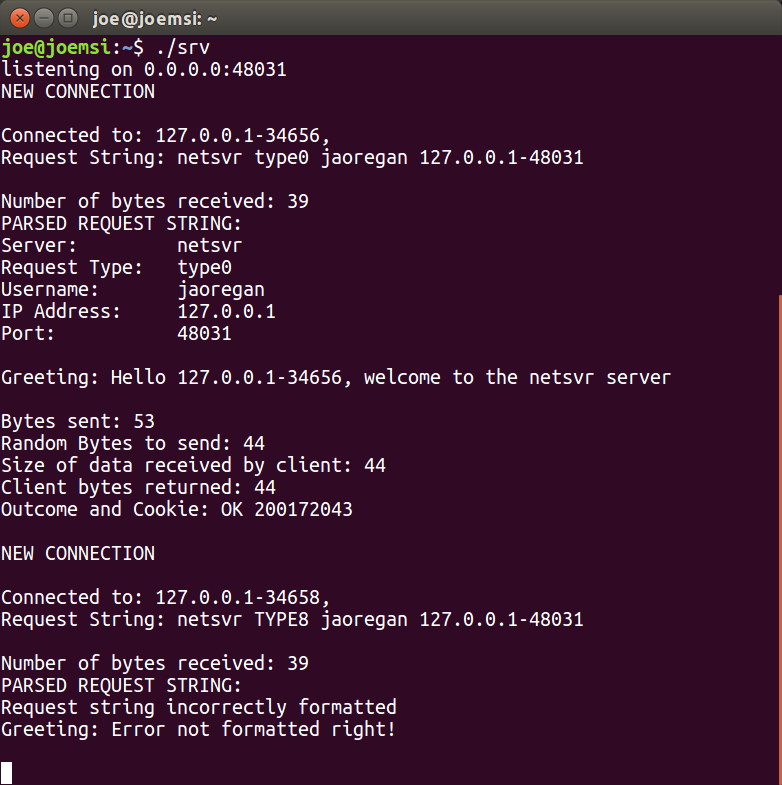 joe@joemsi: ~
joe@joemsi:~$ ./srv
listening on 0.0.0.0:48031
NEW CONNECTION
Connected to: 127.0.0.1-34656,
Request String: netsvr type0 jaoregan 127.0.0.1-48031
Number of bytes received: 39
PARSED REQUEST STRING:
Server: netsvr
Request Type: type0
Username: jaoregan
IP Address: 127.0.0.1
Port: 48031
Greeting: Hello 127.0.0.1-34656, welcome to the netsvr server
Bytes sent: 53
Random Bytes to send: 44
Size of data received by client: 44
Client bytes returned: 44
Outcome and Cookie: OK 200172043
NEW CONNECTION
Connected to: 127.0.0.1-34658,
Request String: netsvr TYPE8 jaoregan 127.0.0.1-48031
Number of bytes received: 39
PARSED REQUEST STRING:
Request string incorrectly formatted
Greeting: Error not formatted right!